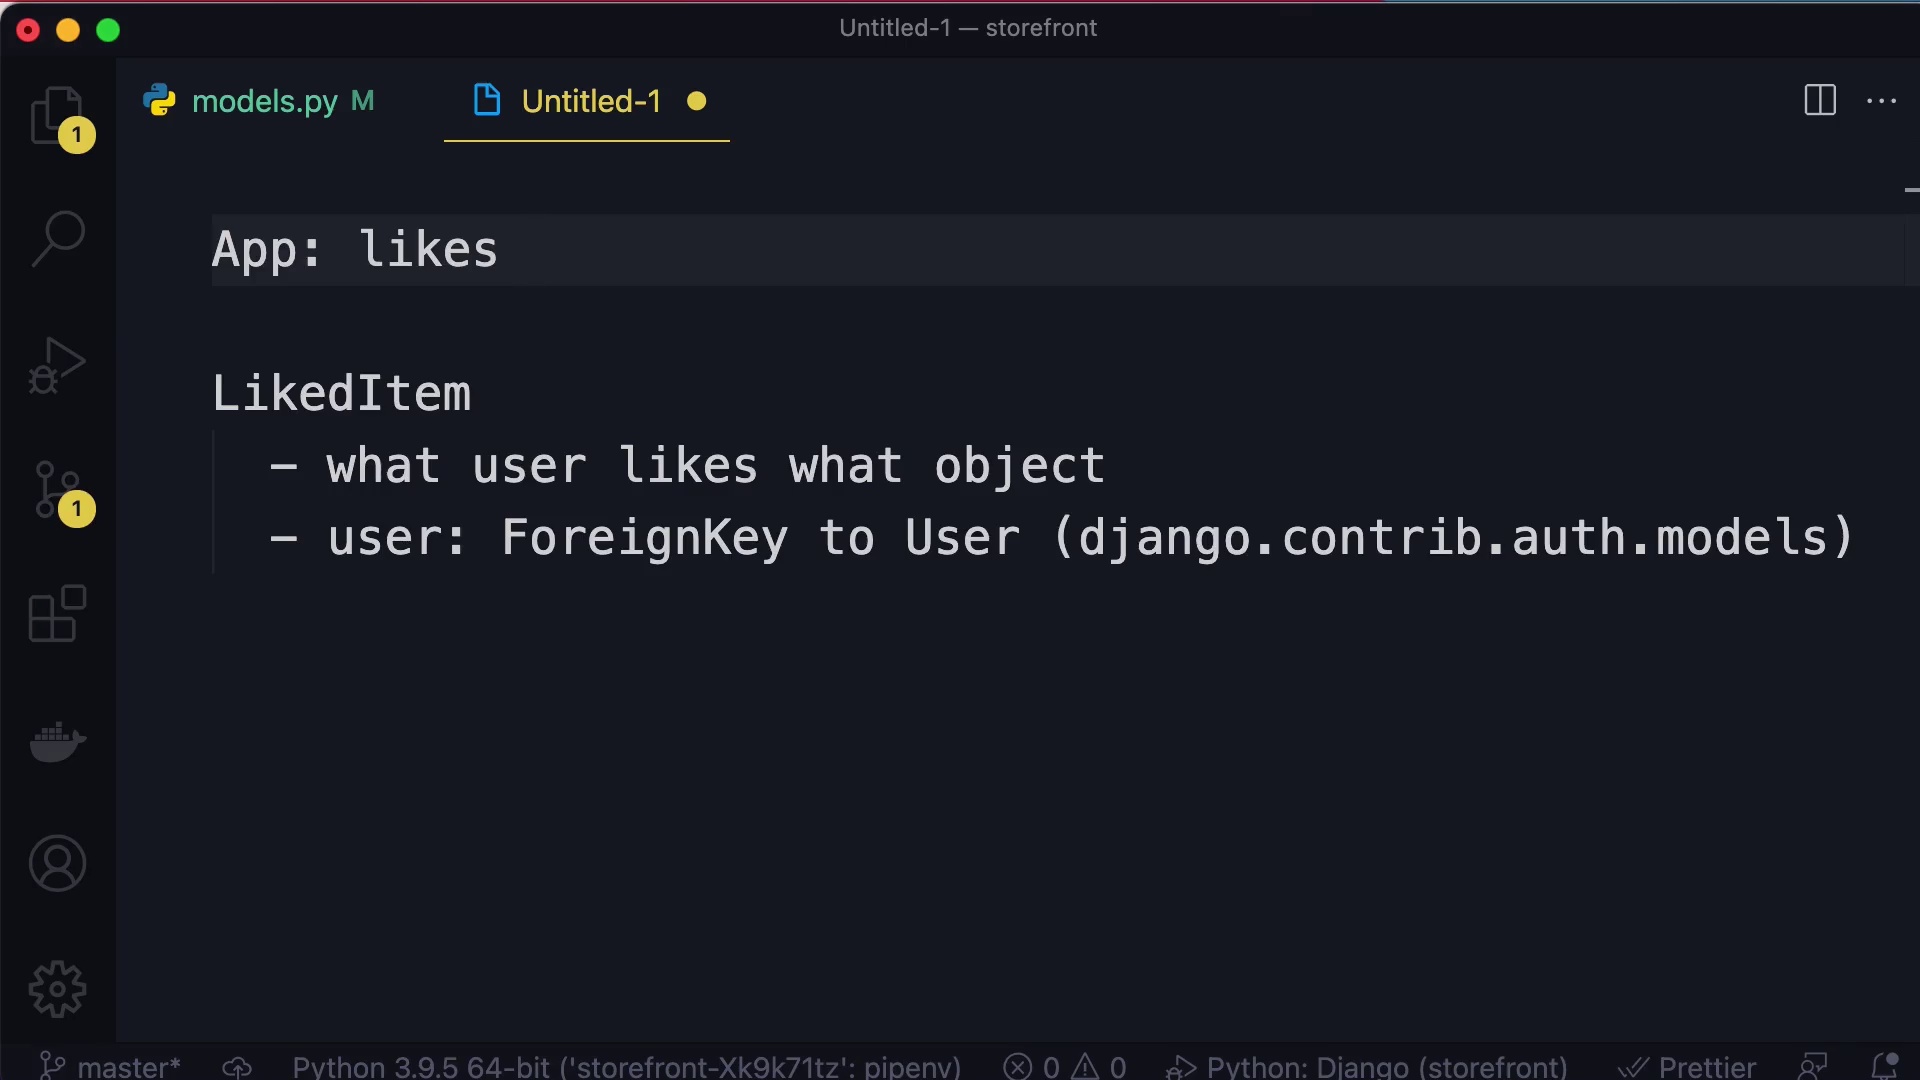 Untitled-1 — storefront
models.py M
Untitled-1
1
App: likes
LikedItem
- what user likes what object
1
- user: ForeignKey to User (django.contrib.auth.models)
master*
Python 3.9.5 64-bit ('storefront-Xk9k71tz': pipenv)
0
0
Python: Django (storefront)
Prettier